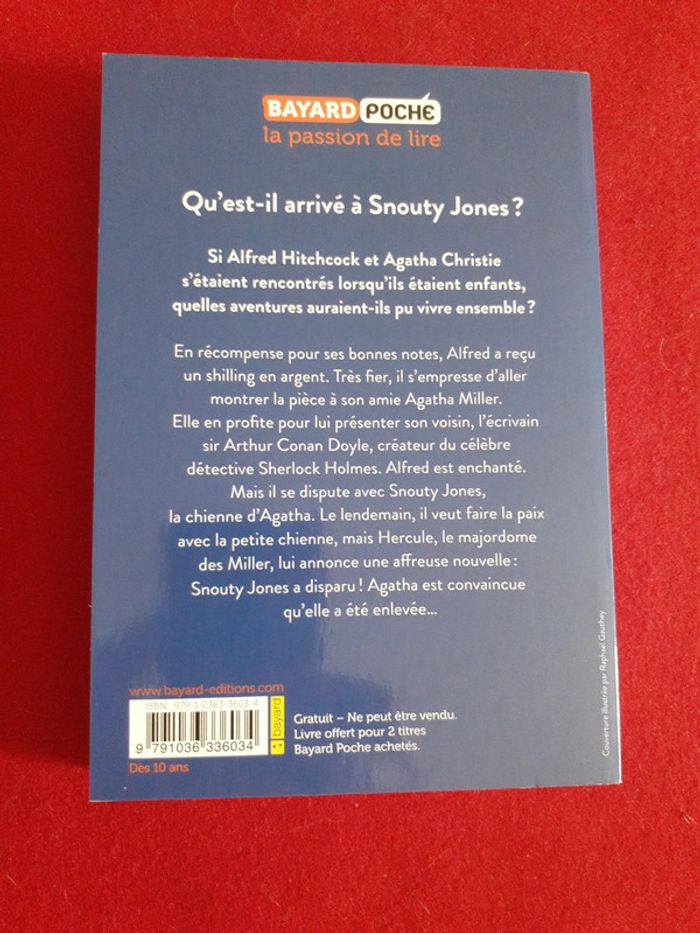 BAYARD POCHE
la passion de lire
Qu'est-il arrivé à Snouty Jones ?
Si Alfred Hitchcock et Agatha Christie
s'étaient rencontrés lorsqu'ils étaient enfants,
quelles aventures auraient-ils pu vivre ensemble ?
En récompense pour ses bonnes notes, Alfred a reçu
un shilling en argent. Très fier, il s'empresse d'aller
montrer la pièce à son amie Agatha Miller.
Elle en profite pour lui présenter son voisin, l'écrivain
sir Arthur Conan Doyle, créateur du célèbre
détective Sherlock Holmes. Alfred est enchanté.
Mais il se dispute avec Snouty Jones,
la chienne d'Agatha. Le lendemain, il veut faire la paix
avec la petite chienne, mais Hercule, le majordome
des Miller, lui annonce une affreuse nouvelle :
Snouty Jones a disparu ! Agatha est convaincue
qu'elle a été enlevée...
www.bayard-editions.com
ISBN 979-1-0363-3603-4
9 791036 336034
Dès 10 ans
bayard
Gratuit – Ne peut être vendu.
Livre offert pour 2 titres
Bayard Poche achetés.
Couverture illustrée par Raphaël Gauthey